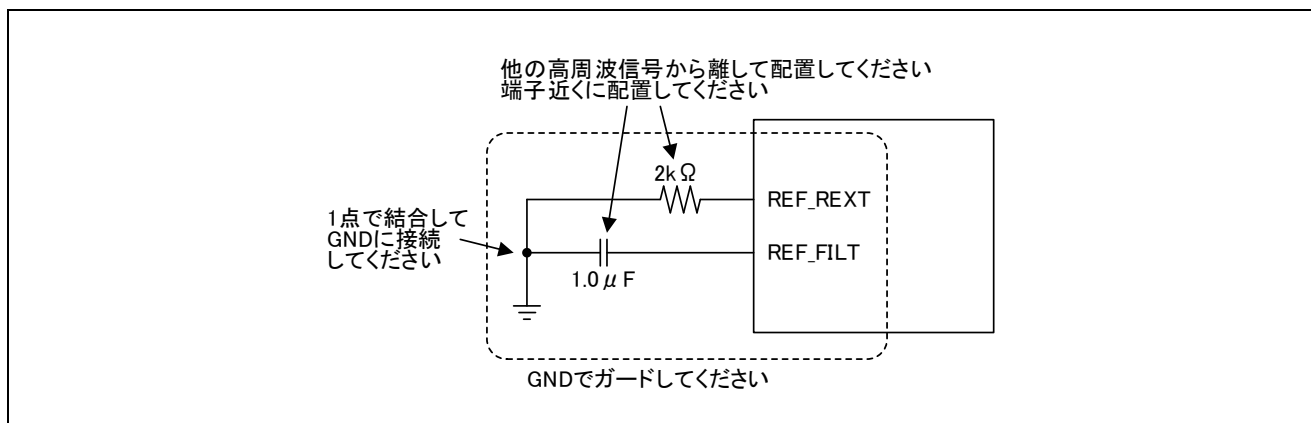 他の高周波信号から離して配置してください
端子近くに配置してください
2kΩ
REF_REXT
1点で結合して
GNDに接続
してください
REF_FILT
1.0μF
GNDでガードしてください